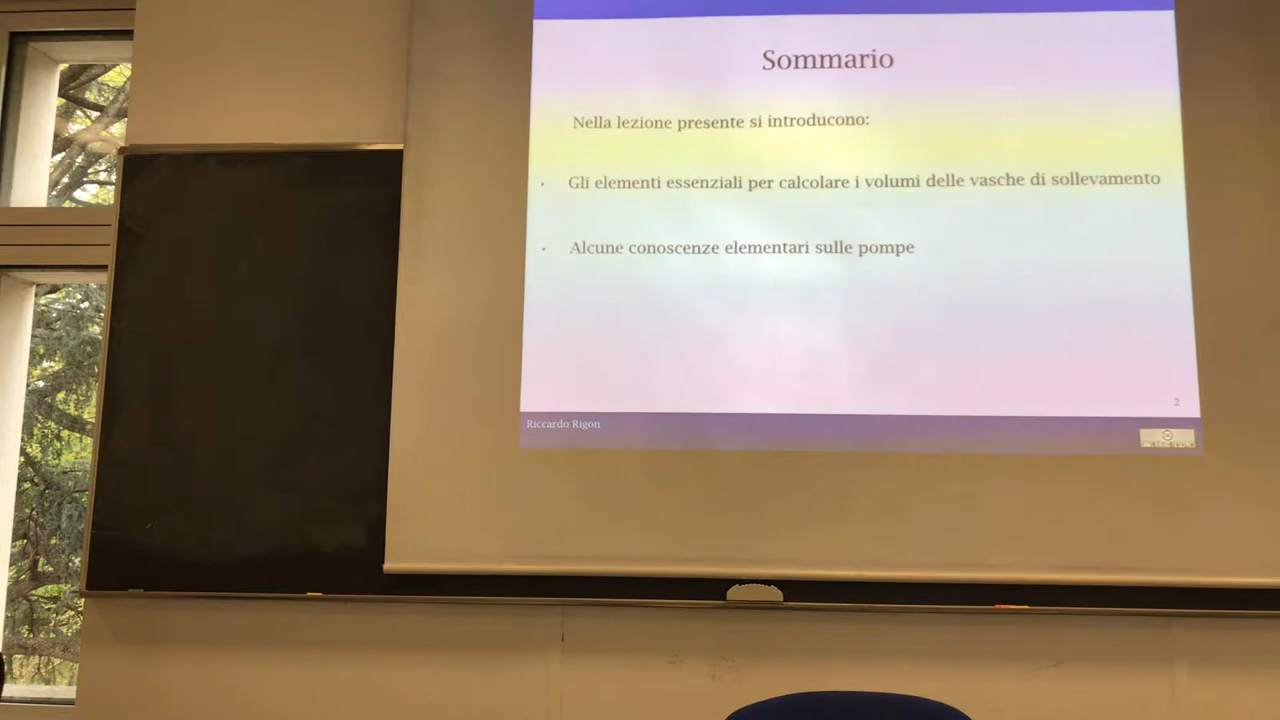 Sommario
Nella lezione presente si introducono:
· Gli elementi essenziali per calcolare i volumi delle vasche di sollevamento
· Alcune conoscenze elementari sulle pompe
2
Riccardo Rigon